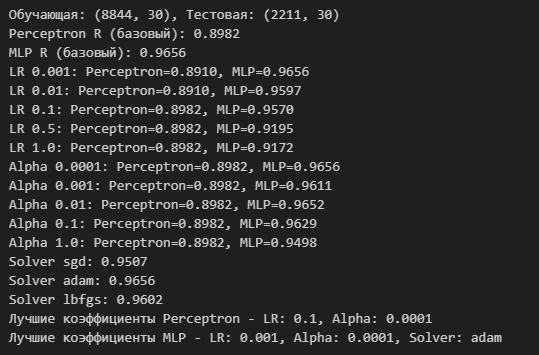 Обучающая: (8844, 30), Тестовая: (2211, 30)
Perceptron R (базовый): 0.8982
MLP R (базовый): 0.9656
LR 0.001: Perceptron=0.8910, MLP=0.9656
LR 0.01: Perceptron=0.8910, MLP=0.9597
LR 0.1: Perceptron=0.8982, MLP=0.9570
LR 0.5: Perceptron=0.8982, MLP=0.9195
LR 1.0: Perceptron=0.8982, MLP=0.9172
Alpha 0.0001: Perceptron=0.8982, MLP=0.9656
Alpha 0.001: Perceptron=0.8982, MLP=0.9611
Alpha 0.01: Perceptron=0.8982, MLP=0.9652
Alpha 0.1: Perceptron=0.8982, MLP=0.9629
Alpha 1.0: Perceptron=0.8982, MLP=0.9498
Solver sgd: 0.9507
Solver adam: 0.9656
Solver lbfgs: 0.9602
Лучшие коэффициенты Perceptron - LR: 0.1, Alpha: 0.0001
Лучшие коэффициенты MLP - LR: 0.001, Alpha: 0.0001, Solver: adam